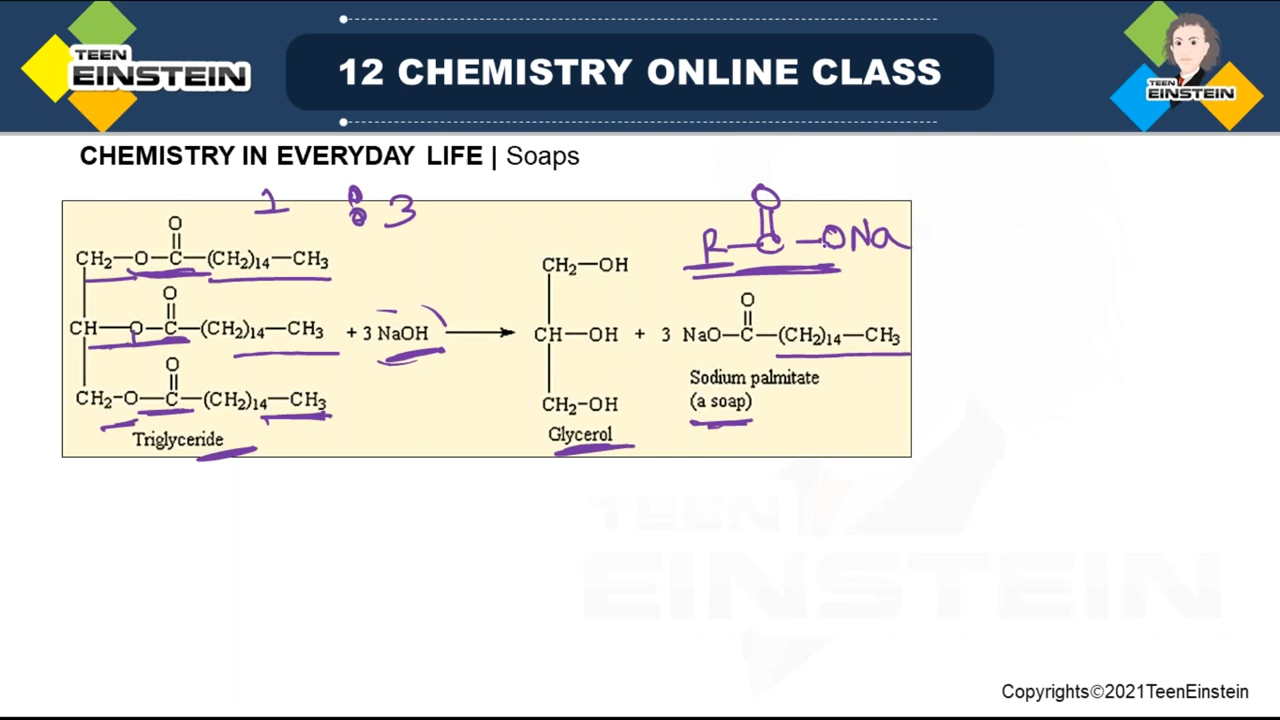 TEEN
EINSTEIN
12 CHEMISTRY ONLINE CLASS
TEEN
EINSTEIN
CHEMISTRY IN EVERYDAY LIFE | Soaps
1 : 3
O
R—C—ONa
O
CH₂—O—C—(CH₂)₁₄—CH₃
O
CH—O—C—(CH₂)₁₄—CH₃
+ 3 NaOH
O
CH₂-O—C—(CH₂)₁₄—CH₃
Triglyceride
CH₂—OH
CH—OH
CH₂-OH
Glycerol
+ 3
O
NaO—C—(CH₂)₁₄—CH₃
Sodium palmitate
(a soap)
TEEN
EINSTEIN
Copyrights©2021TeenEinstein